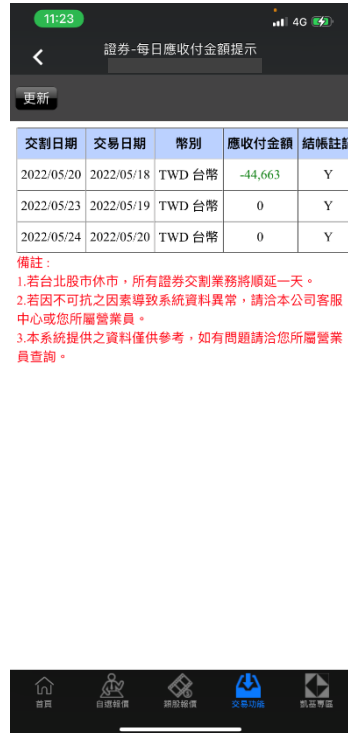 11:23
4G
證券-每日應收付金額提示
更新
交割日期 交易日期 幣別 應收付金額 結帳註記
2022/05/20 2022/05/18 TWD 台幣 -44,663 Y
2022/05/23 2022/05/19 TWD 台幣 0 Y
2022/05/24 2022/05/20 TWD 台幣 0 Y
備註：
1.若台北股市休市，所有證券交割業務將順延一天。
2.若因不可抗之因素導致系統資料異常，請洽本公司客服
中心或您所屬營業員。
3.本系統提供之資料僅供參考，如有問題請洽您所屬營業
員查詢。
首頁 自選報價 類股報價 交易功能 凱基專區